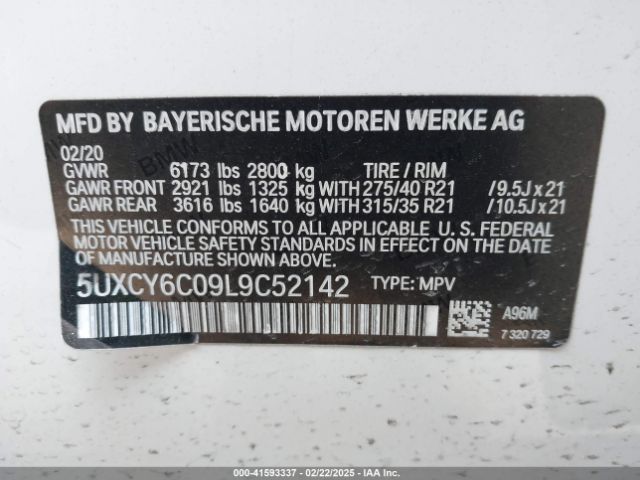 MFD BY BAYERISCHE MOTOREN WERKE AG
02/20
GVWR 6173 lbs 2800 kg TIRE / RIM
GAWR FRONT 2921 lbs 1325 kg WITH 275/40 R21 /9.5J x 21
GAWR REAR 3616 lbs 1640 kg WITH 315/35 R21 /10.5J x 21
THIS VEHICLE CONFORMS TO ALL APPLICABLE U. S. FEDERAL
MOTOR VEHICLE SAFETY STANDARDS IN EFFECT ON THE
DATE OF MANUFACTURE SHOWN ABOVE.
5UXCY6C09L9C52142 TYPE: MPV
A96M
7 320 729
000-41593337 - 02/22/2025 - IAA Inc.